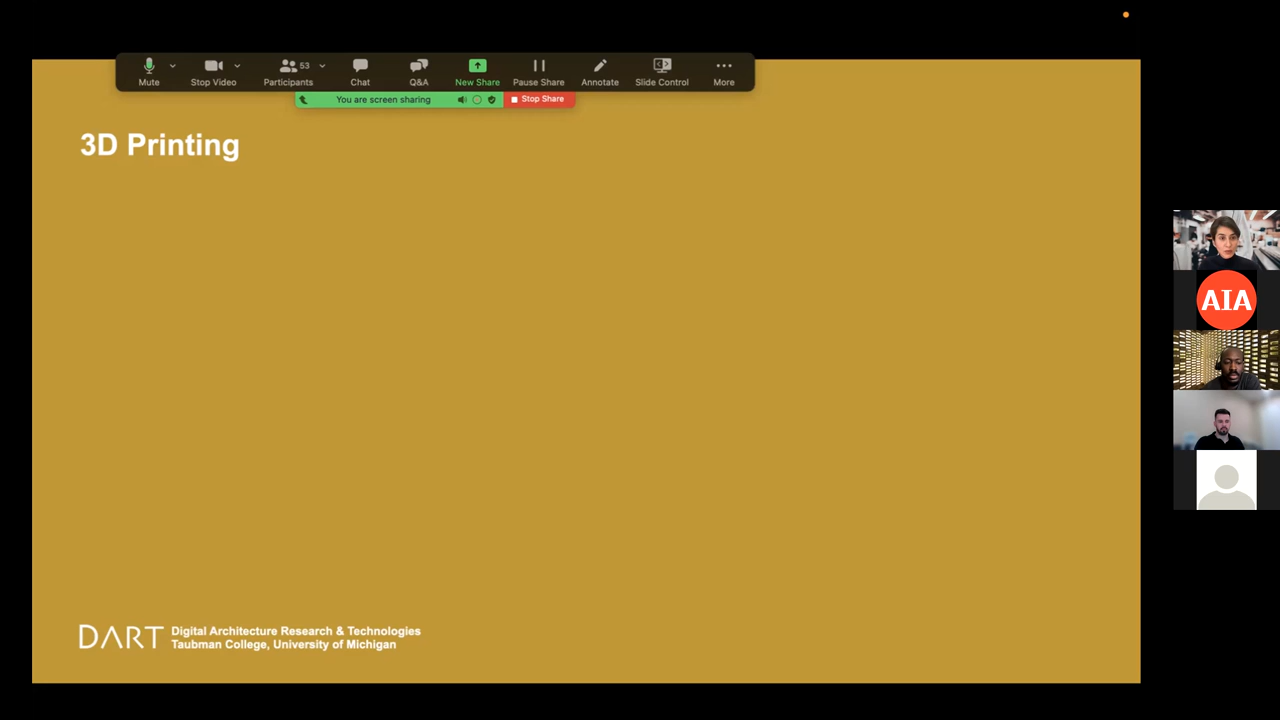 Mute
Stop Video
53
Participants
Chat
Q&A
New Share
Pause Share
Annotate
Slide Control
More
You are screen sharing
Stop Share
3D Printing
AIA
DART
Digital Architecture Research & Technologies
Taubman College, University of Michigan